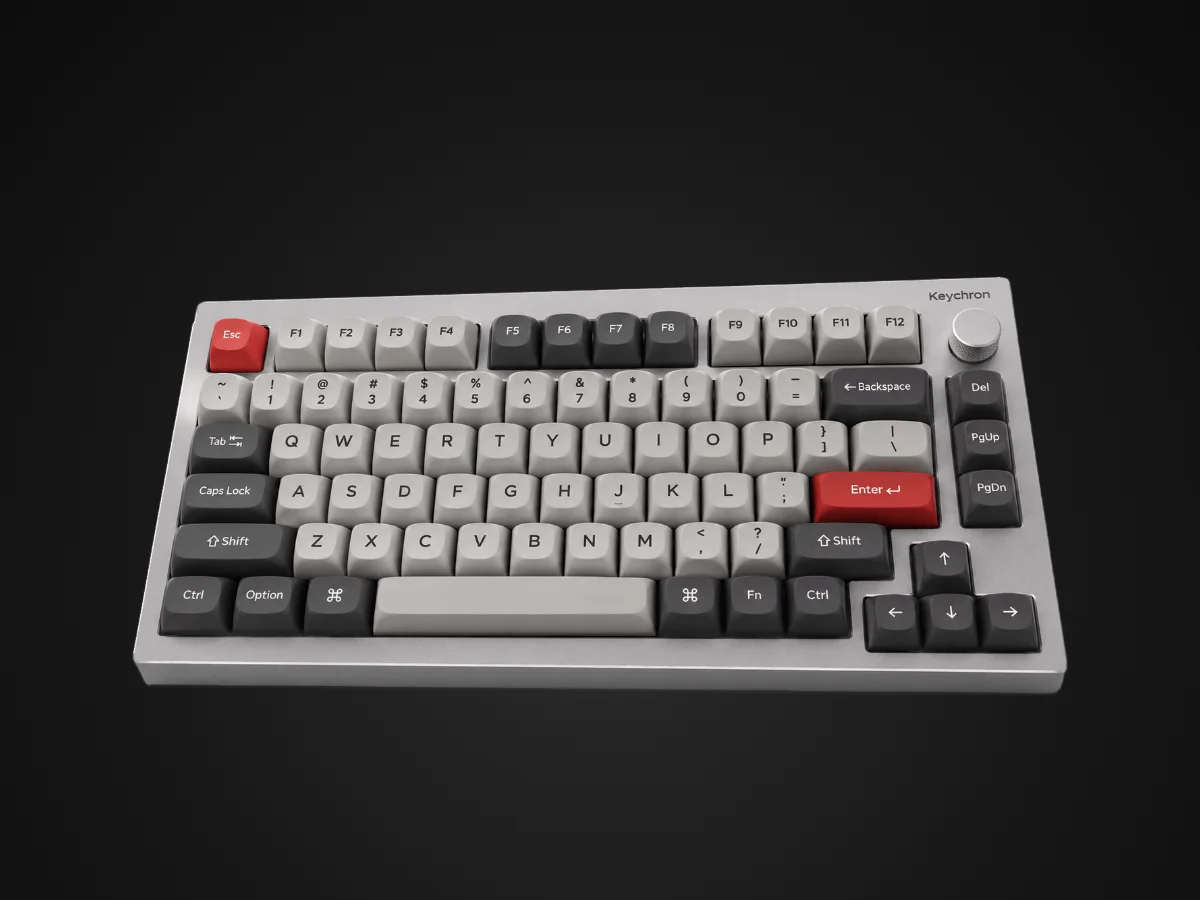 Keychron
Esc F1 F2 F3 F4 F5 F6 F7 F8 F9 F10 F11 F12
~ ! @ # $ % ^ & * ( ) – ←Backspace Del
` 1 2 3 4 5 6 7 8 9 0 =
Tab Q W E R T Y U I O P } | PgUp
] \
Caps Lock A S D F G H J K L " Enter ↵ PgDn
;
⇧Shift Z X C V B N M < ? ⇧Shift ↑
, /
Ctrl Option ⌘ ⌘ Fn Ctrl ← ↓ →